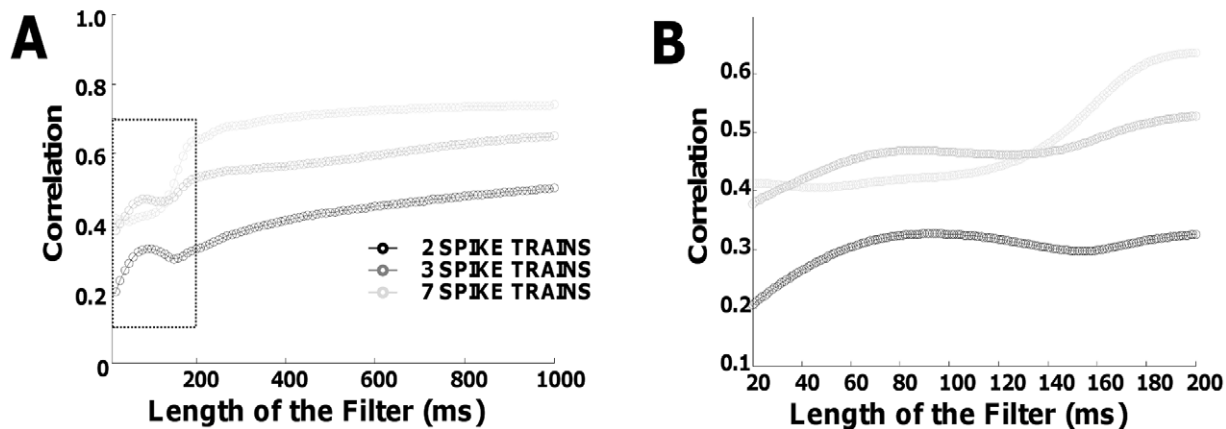 A
1.0
0.8
0.6
0.4
0.2
0
Correlation
2 SPIKE TRAINS
3 SPIKE TRAINS
7 SPIKE TRAINS
200 400 600 800 1000
Length of the Filter (ms)
B
0.6
0.5
0.4
0.3
0.2
0.1
Correlation
20 40 60 80 100 120 140 160 180 200
Length of the Filter (ms)